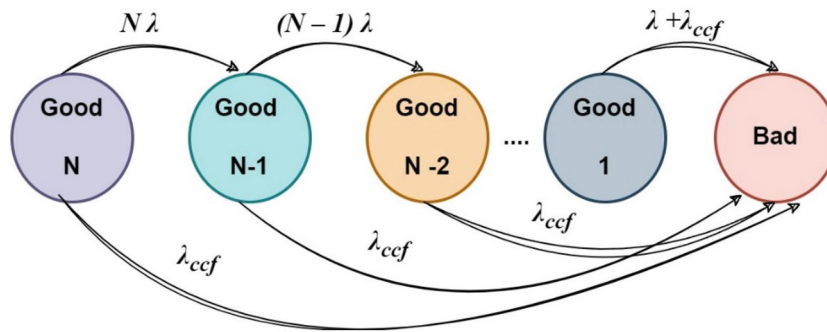 N λ
(N – 1) λ
λ +λccf
Good
N
Good
N-1
Good
N -2
....
Good
1
Bad
λccf
λccf
λccf